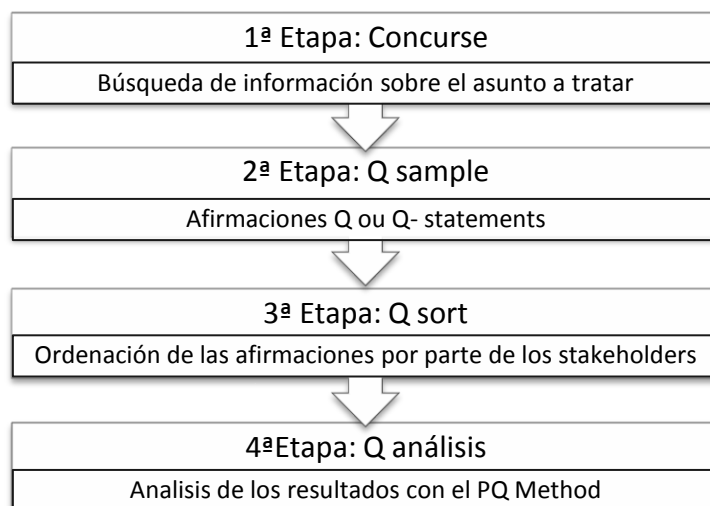 1ª Etapa: Concurse
Búsqueda de información sobre el asunto a tratar
2ª Etapa: Q sample
Afirmaciones Q ou Q- statements
3ª Etapa: Q sort
Ordenación de las afirmaciones por parte de los stakeholders
4ªEtapa: Q análisis
Analisis de los resultados con el PQ Method